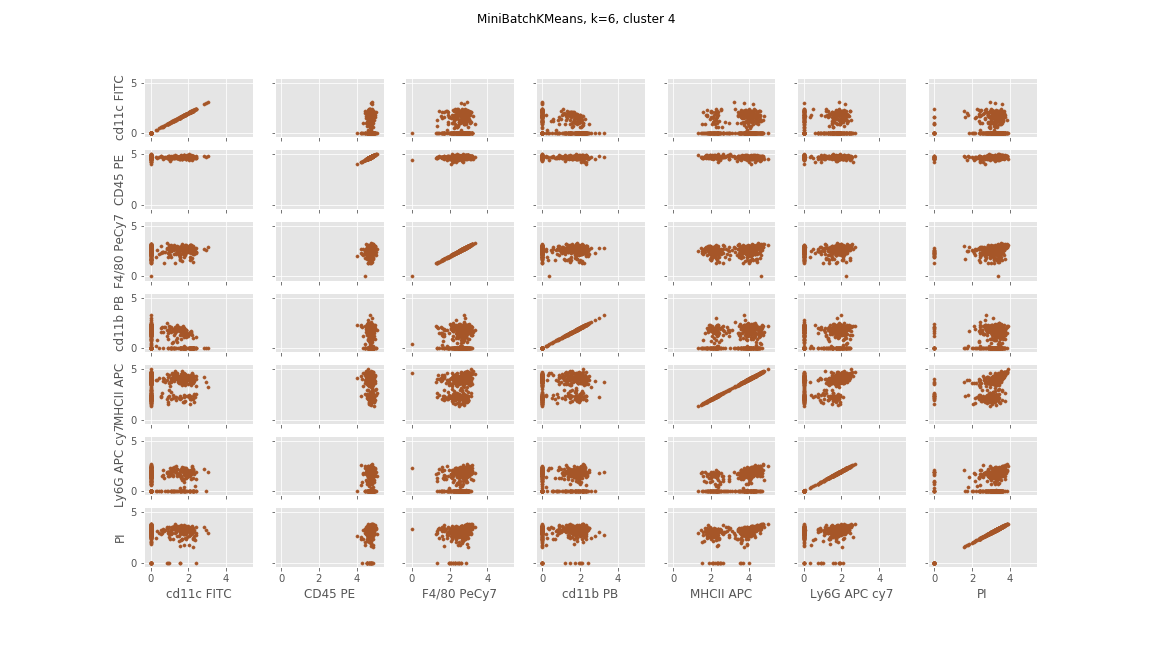 MiniBatchKMeans, k=6, cluster 4
cd11c FITC
5
0
CD45 PE
5
0
F4/80 PeCy7
5
0
cd11b PB
5
0
MHCII APC
5
0
Ly6G APC cy7
5
0
PI
5
0
0 2 4 0 2 4 0 2 4 0 2 4 0 2 4 0 2 4 0 2 4
cd11c FITC CD45 PE F4/80 PeCy7 cd11b PB MHCII APC Ly6G APC cy7 PI